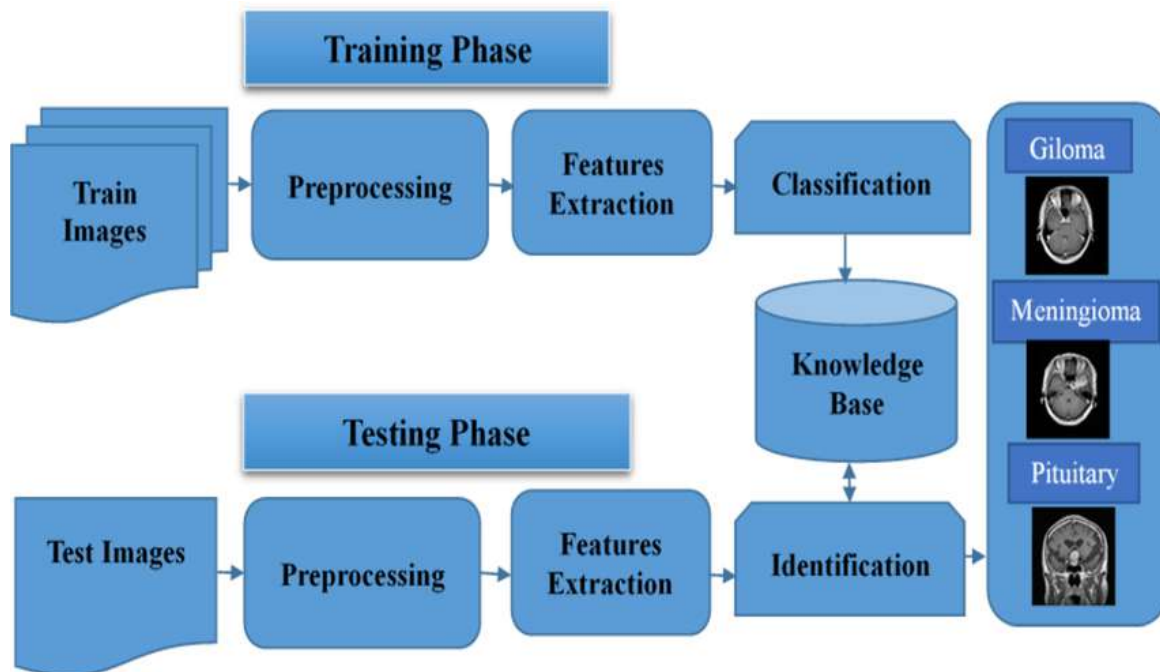 Training Phase
Train
Images
Preprocessing
Features
Extraction
Classification
Knowledge
Base
Testing Phase
Test Images
Preprocessing
Features
Extraction
Identification
Giloma
Meningioma
Pituitary